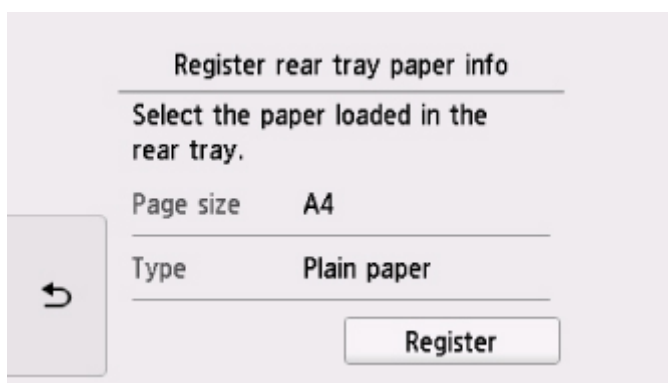 Register rear tray paper info
Select the paper loaded in the
rear tray.
Page size A4
Type Plain paper
Register